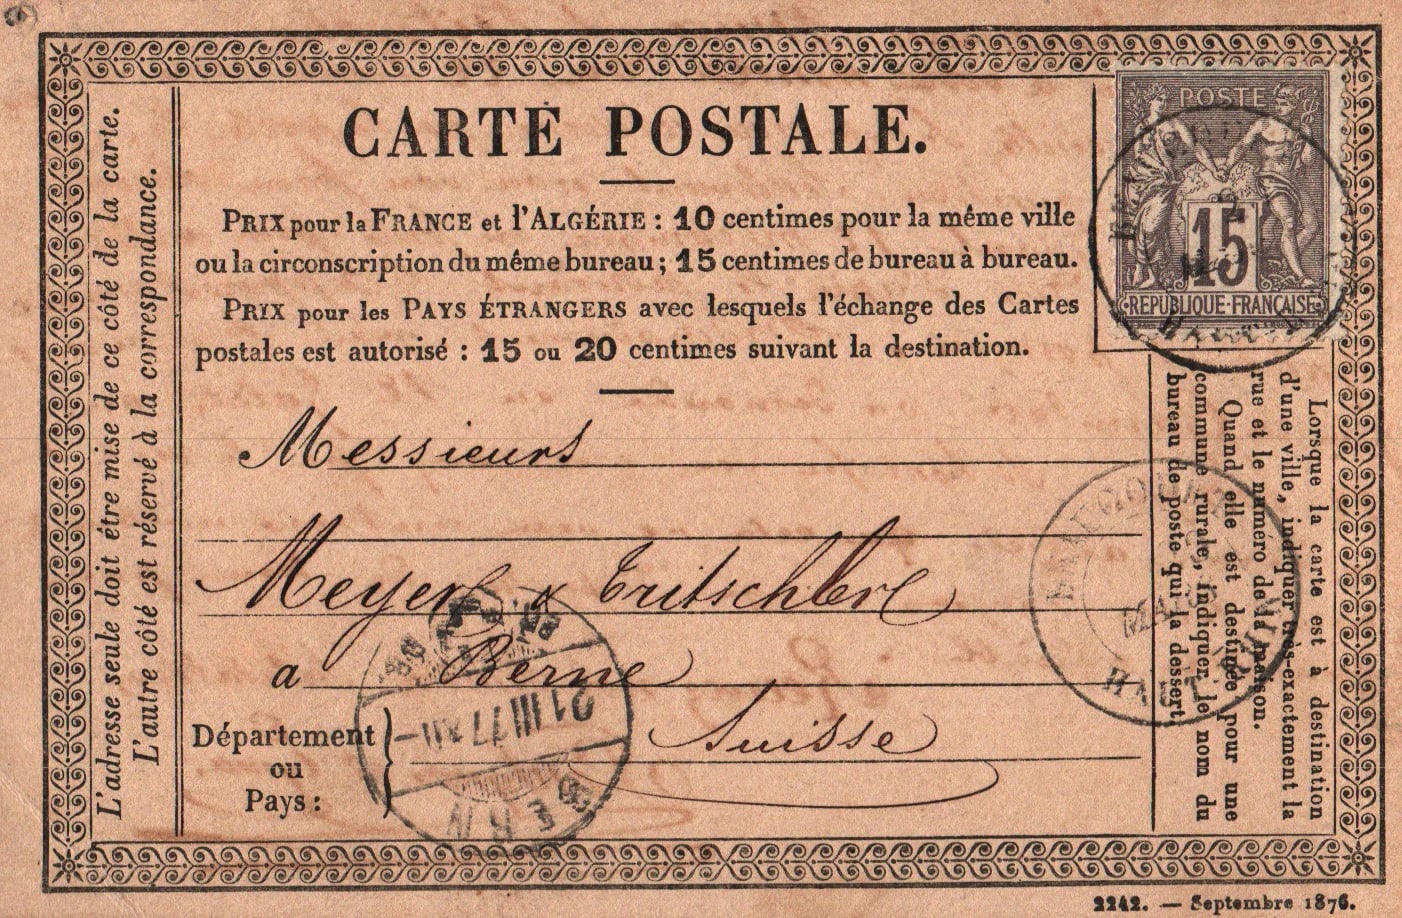 CARTE POSTALE.
PRIX pour la FRANCE et l'ALGÉRIE : 10 centimes pour la même ville
ou la circonscription du même bureau ; 15 centimes de bureau à bureau.
PRIX pour les PAYS ÉTRANGERS avec lesquels l'échange des Cartes
postales est autorisé : 15 ou 20 centimes suivant la destination.
L'adresse seule doit être mise de ce côté de la carte.
L'autre côté est réservé à la correspondance.
POSTE
15
REPUBLIQUE-FRANÇAISE
Messieurs
Meyer & Tritschler
a Berne
Département
ou
Pays :
Suisse
BERN
21 III 77 XII
BEAUCOURT
Lorsque la carte est à destination
d'une ville, indiquer très-exactement la
rue et le numéro de la maison.
Quand elle est destinée pour une
commune rurale, indiquer le nom du
bureau de poste qui la dessert.
2242. — Septembre 1876.